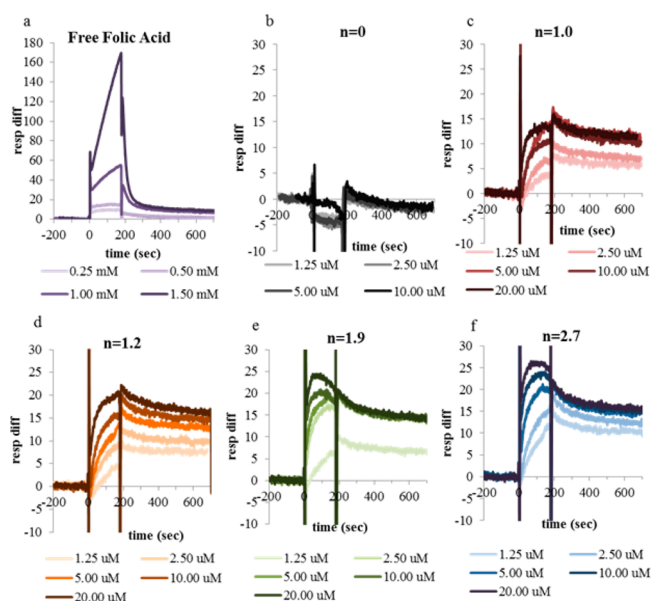 a
Free Folic Acid
180
160
140
120
100
80
60
40
20
0
resp diff
-200 0 200 400 600
time (sec)
0.25 mM 0.50 mM
1.00 mM 1.50 mM
b
n=0
30
25
20
15
10
5
0
-5
-10
resp diff
-200 0 200 400 600
time (sec)
1.25 uM 2.50 uM
5.00 uM 10.00 uM
c
n=1.0
30
25
20
15
10
5
0
-5
-10
resp diff
-200 0 200 400 600
time (sec)
1.25 uM 2.50 uM
5.00 uM 10.00 uM
20.00 uM
d
n=1.2
30
25
20
15
10
5
0
-5
-10
resp diff
-200 0 200 400 600
time (sec)
1.25 uM 2.50 uM
5.00 uM 10.00 uM
20.00 uM
e
n=1.9
30
25
20
15
10
5
0
-5
-10
resp diff
-200 0 200 400 600
time (sec)
1.25 uM 2.50 uM
5.00 uM 10.00 uM
20.00 uM
f
n=2.7
30
25
20
15
10
5
0
-5
-10
resp diff
-200 0 200 400 600
time (sec)
1.25 uM 2.50 uM
5.00 uM 10.00 uM
20.00 uM